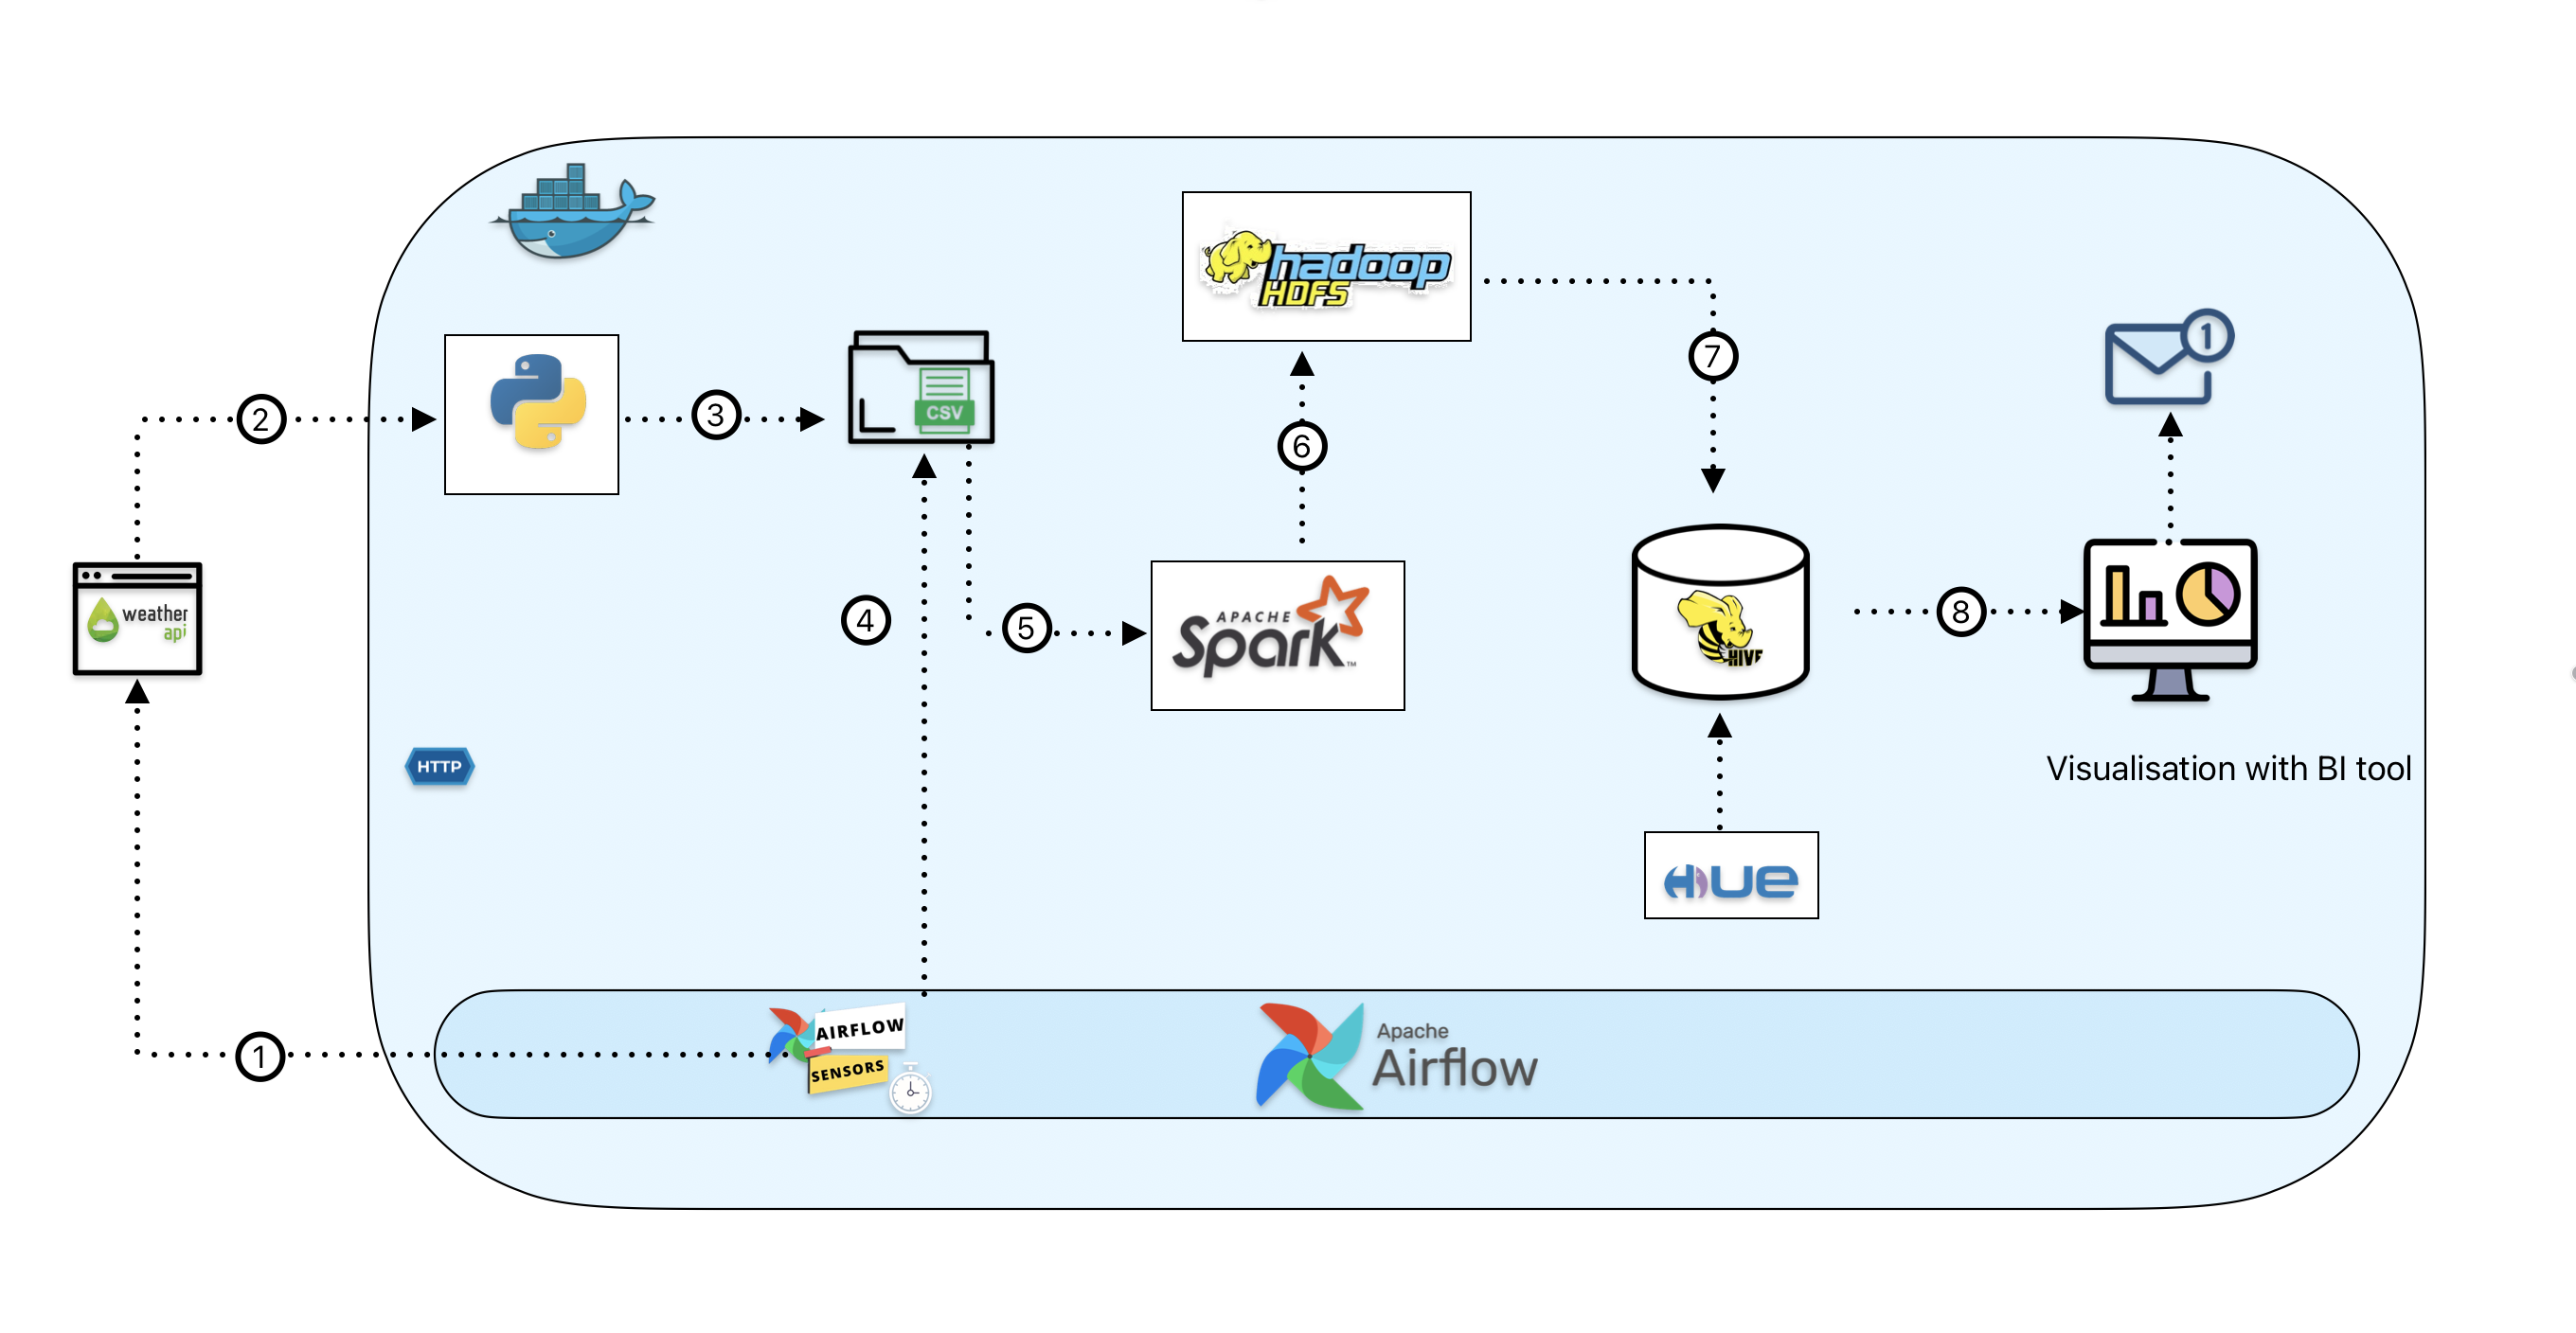 hadoop
HDFS
1
2
3
CSV
7
6
weather
api
4
5
APACHE
Spark™
HIVE
8
HTTP
Visualisation with BI tool
HUE
1
AIRFLOW
SENSORS
Apache
Airflow